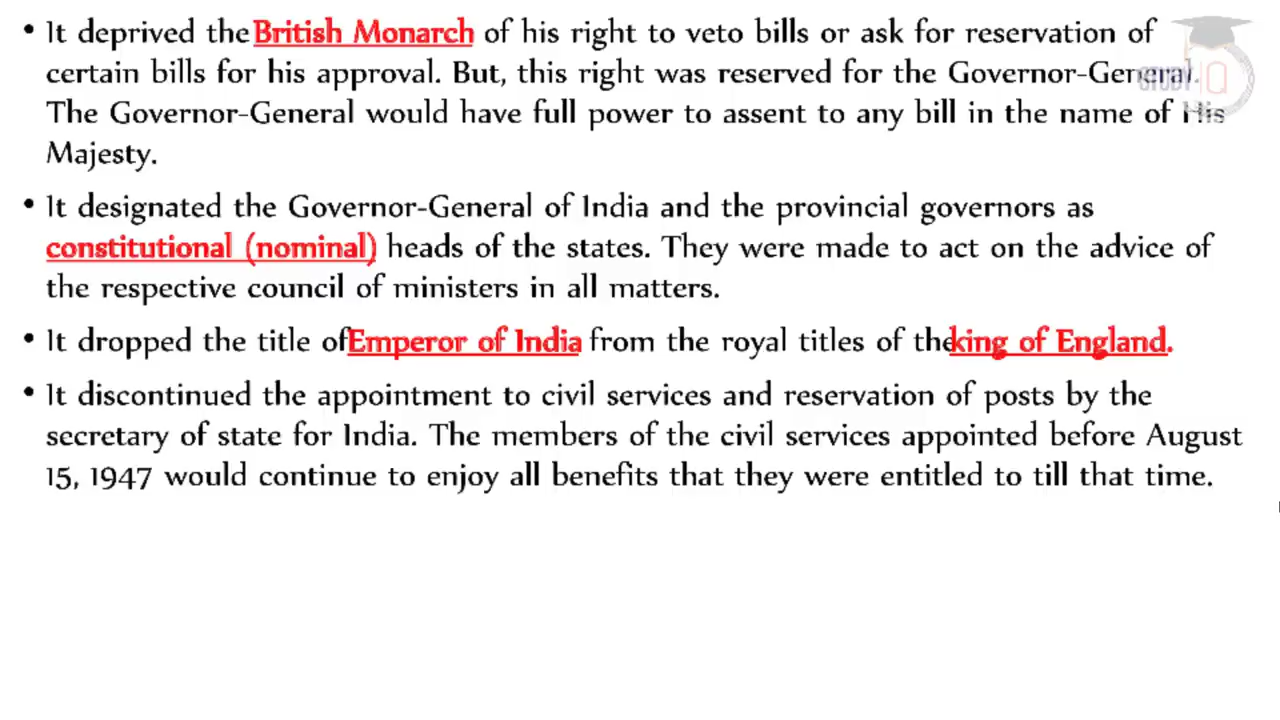 • It deprived the British Monarch of his right to veto bills or ask for reservation of
certain bills for his approval. But, this right was reserved for the Governor-General.
The Governor-General would have full power to assent to any bill in the name of His
Majesty.
• It designated the Governor-General of India and the provincial governors as
constitutional (nominal) heads of the states. They were made to act on the advice of
the respective council of ministers in all matters.
• It dropped the title of Emperor of India from the royal titles of the king of England.
• It discontinued the appointment to civil services and reservation of posts by the
secretary of state for India. The members of the civil services appointed before August
15, 1947 would continue to enjoy all benefits that they were entitled to till that time.
STUDY IQ